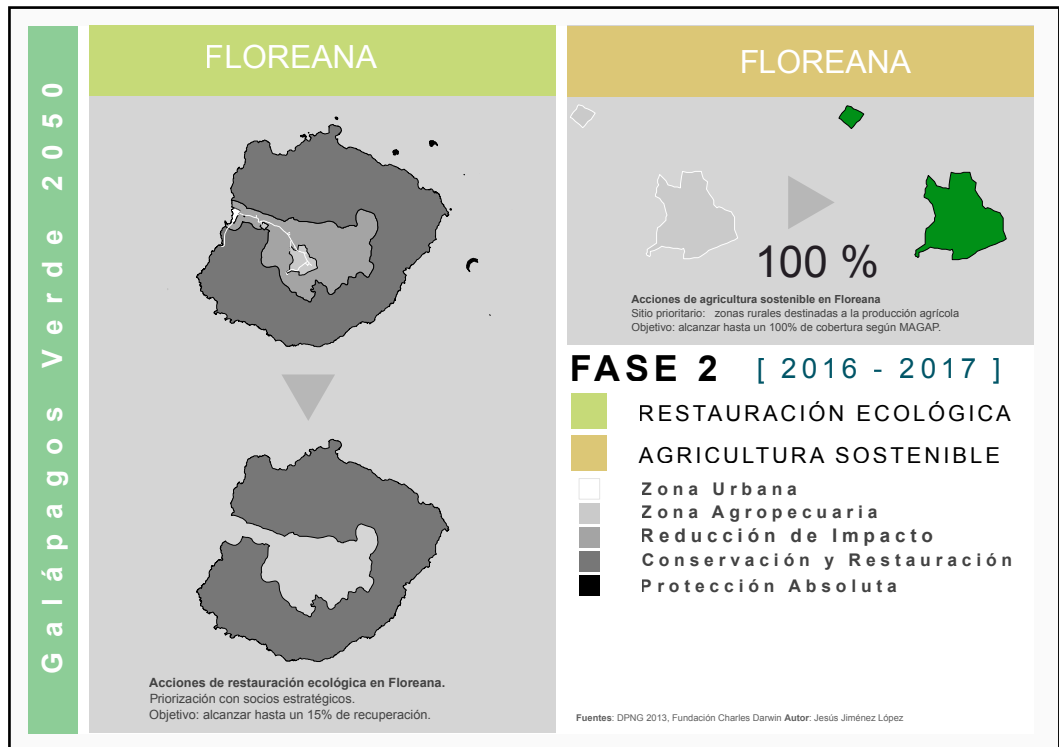 Galápagos Verde 2050
FLOREANA
Acciones de restauración ecológica en Floreana.
Priorización con socios estratégicos.
Objetivo: alcanzar hasta un 15% de recuperación.
FLOREANA
100 %
Acciones de agricultura sostenible en Floreana
Sitio prioritario: zonas rurales destinadas a la producción agrícola
Objetivo: alcanzar hasta un 100% de cobertura según MAGAP.
FASE 2 [ 2016 - 2017 ]
RESTAURACIÓN ECOLÓGICA
AGRICULTURA SOSTENIBLE
Zona Urbana
Zona Agropecuaria
Reducción de Impacto
Conservación y Restauración
Protección Absoluta
Fuentes: DPNG 2013, Fundación Charles Darwin Autor: Jesús Jiménez López